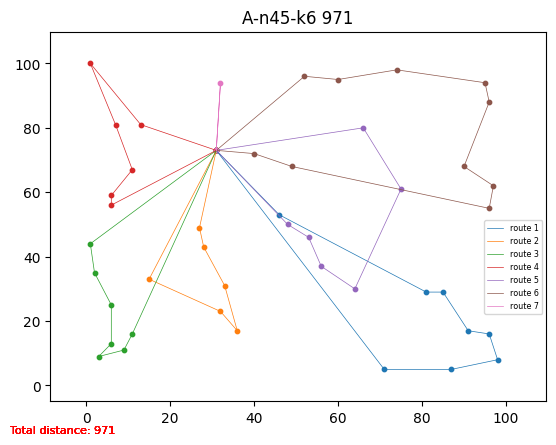 A-n45-k6 971
100
80
60
40
20
0
0 20 40 60 80 100
route 1
route 2
route 3
route 4
route 5
route 6
route 7
Total distance: 971